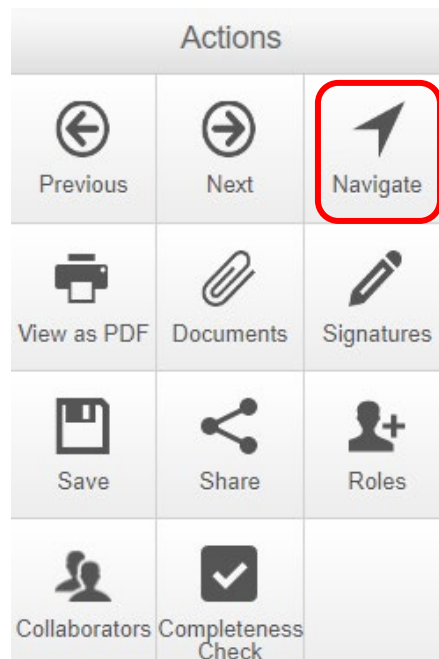 Actions
Previous Next Navigate
View as PDF Documents Signatures
Save Share Roles
Collaborators Completeness
Check